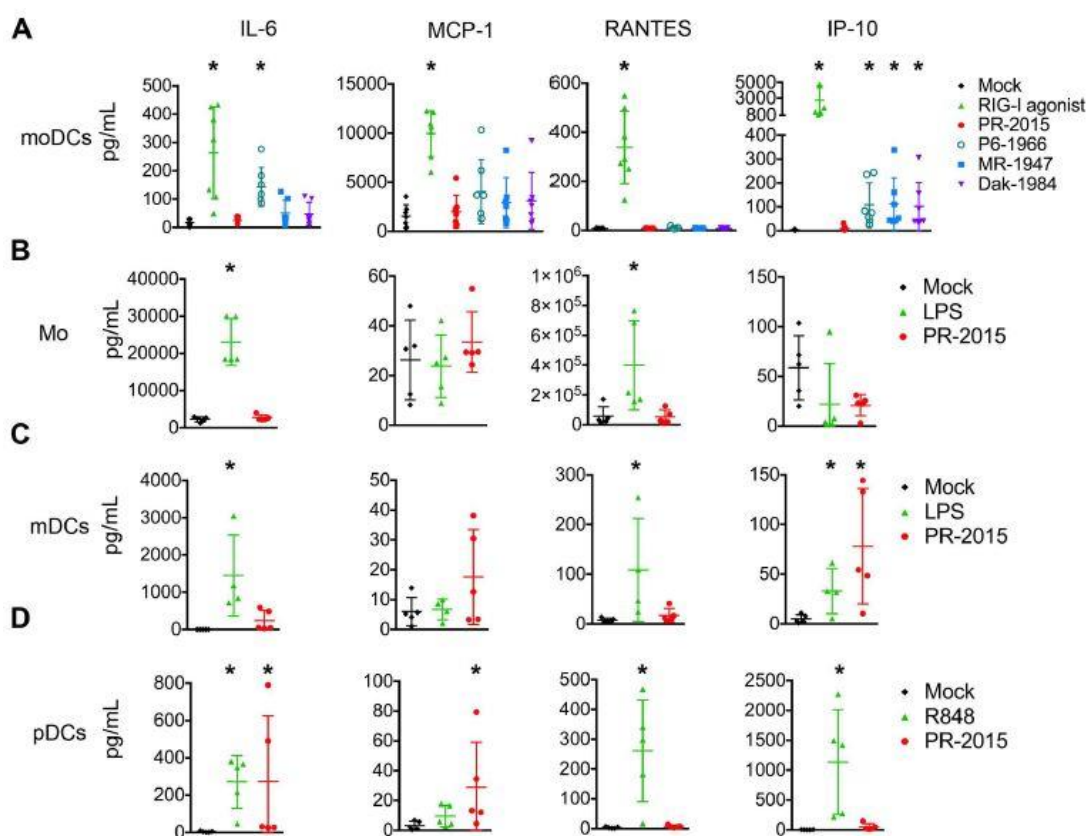 A
IL-6 MCP-1 RANTES IP-10
* * * * * * * *
moDCs
pg/mL
500
400
300
200
100
0
15000
10000
5000
0
600
400
200
0
5000
3000
800
400
300
200
100
0
Mock
RIG-I agonist
PR-2015
P6-1966
MR-1947
Dak-1984
B
* *
Mo
pg/mL
40000
30000
20000
10000
0
60
40
20
0
1×10⁶
8×10⁵
6×10⁵
4×10⁵
2×10⁵
0
150
100
50
0
Mock
LPS
PR-2015
C
* * * *
mDCs
pg/mL
4000
3000
2000
1000
0
50
40
30
20
10
0
300
200
100
0
150
100
50
0
Mock
LPS
PR-2015
D
* * * * *
pDCs
pg/mL
800
600
400
200
0
100
80
60
40
20
0
500
400
300
200
100
0
2500
2000
1500
1000
500
0
Mock
R848
PR-2015